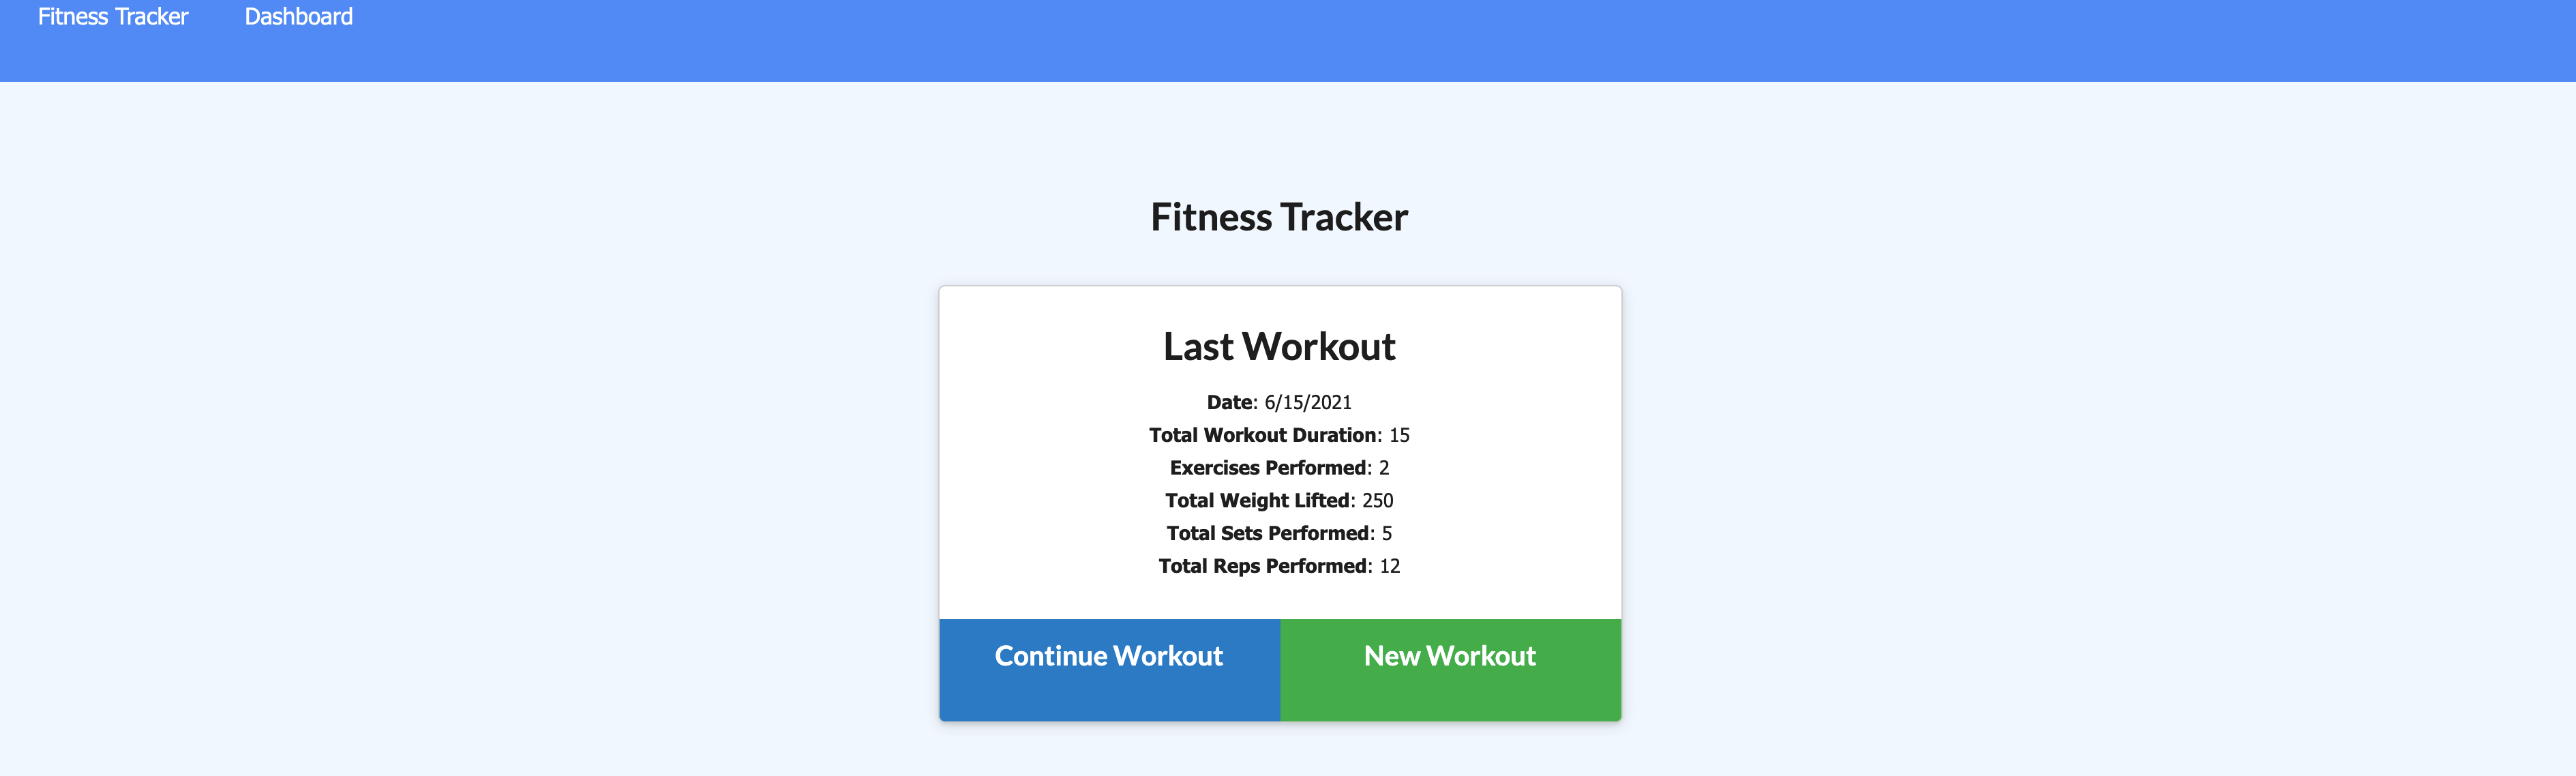 Fitness Tracker Dashboard
Fitness Tracker
Last Workout
Date: 6/15/2021
Total Workout Duration: 15
Exercises Performed: 2
Total Weight Lifted: 250
Total Sets Performed: 5
Total Reps Performed: 12
Continue Workout New Workout